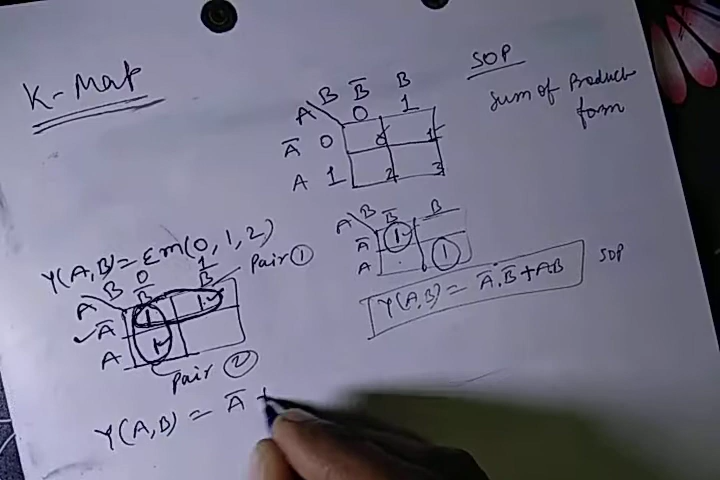 K-Map
SOP
Sum of Product
form
A B B̅ B
0 1
A̅ 0 0 1
A 1 2 3
Y(A,B)= Σm(0,1,2)
0 1
A B B̅ B̅
Pair ①
A̅ 1 1
A 1
Pair ②
A B B̅ B
A̅ 1
A 1
Y(A,B) = A̅.B̅ + AB
SOP
Y(A,B) = A̅ +